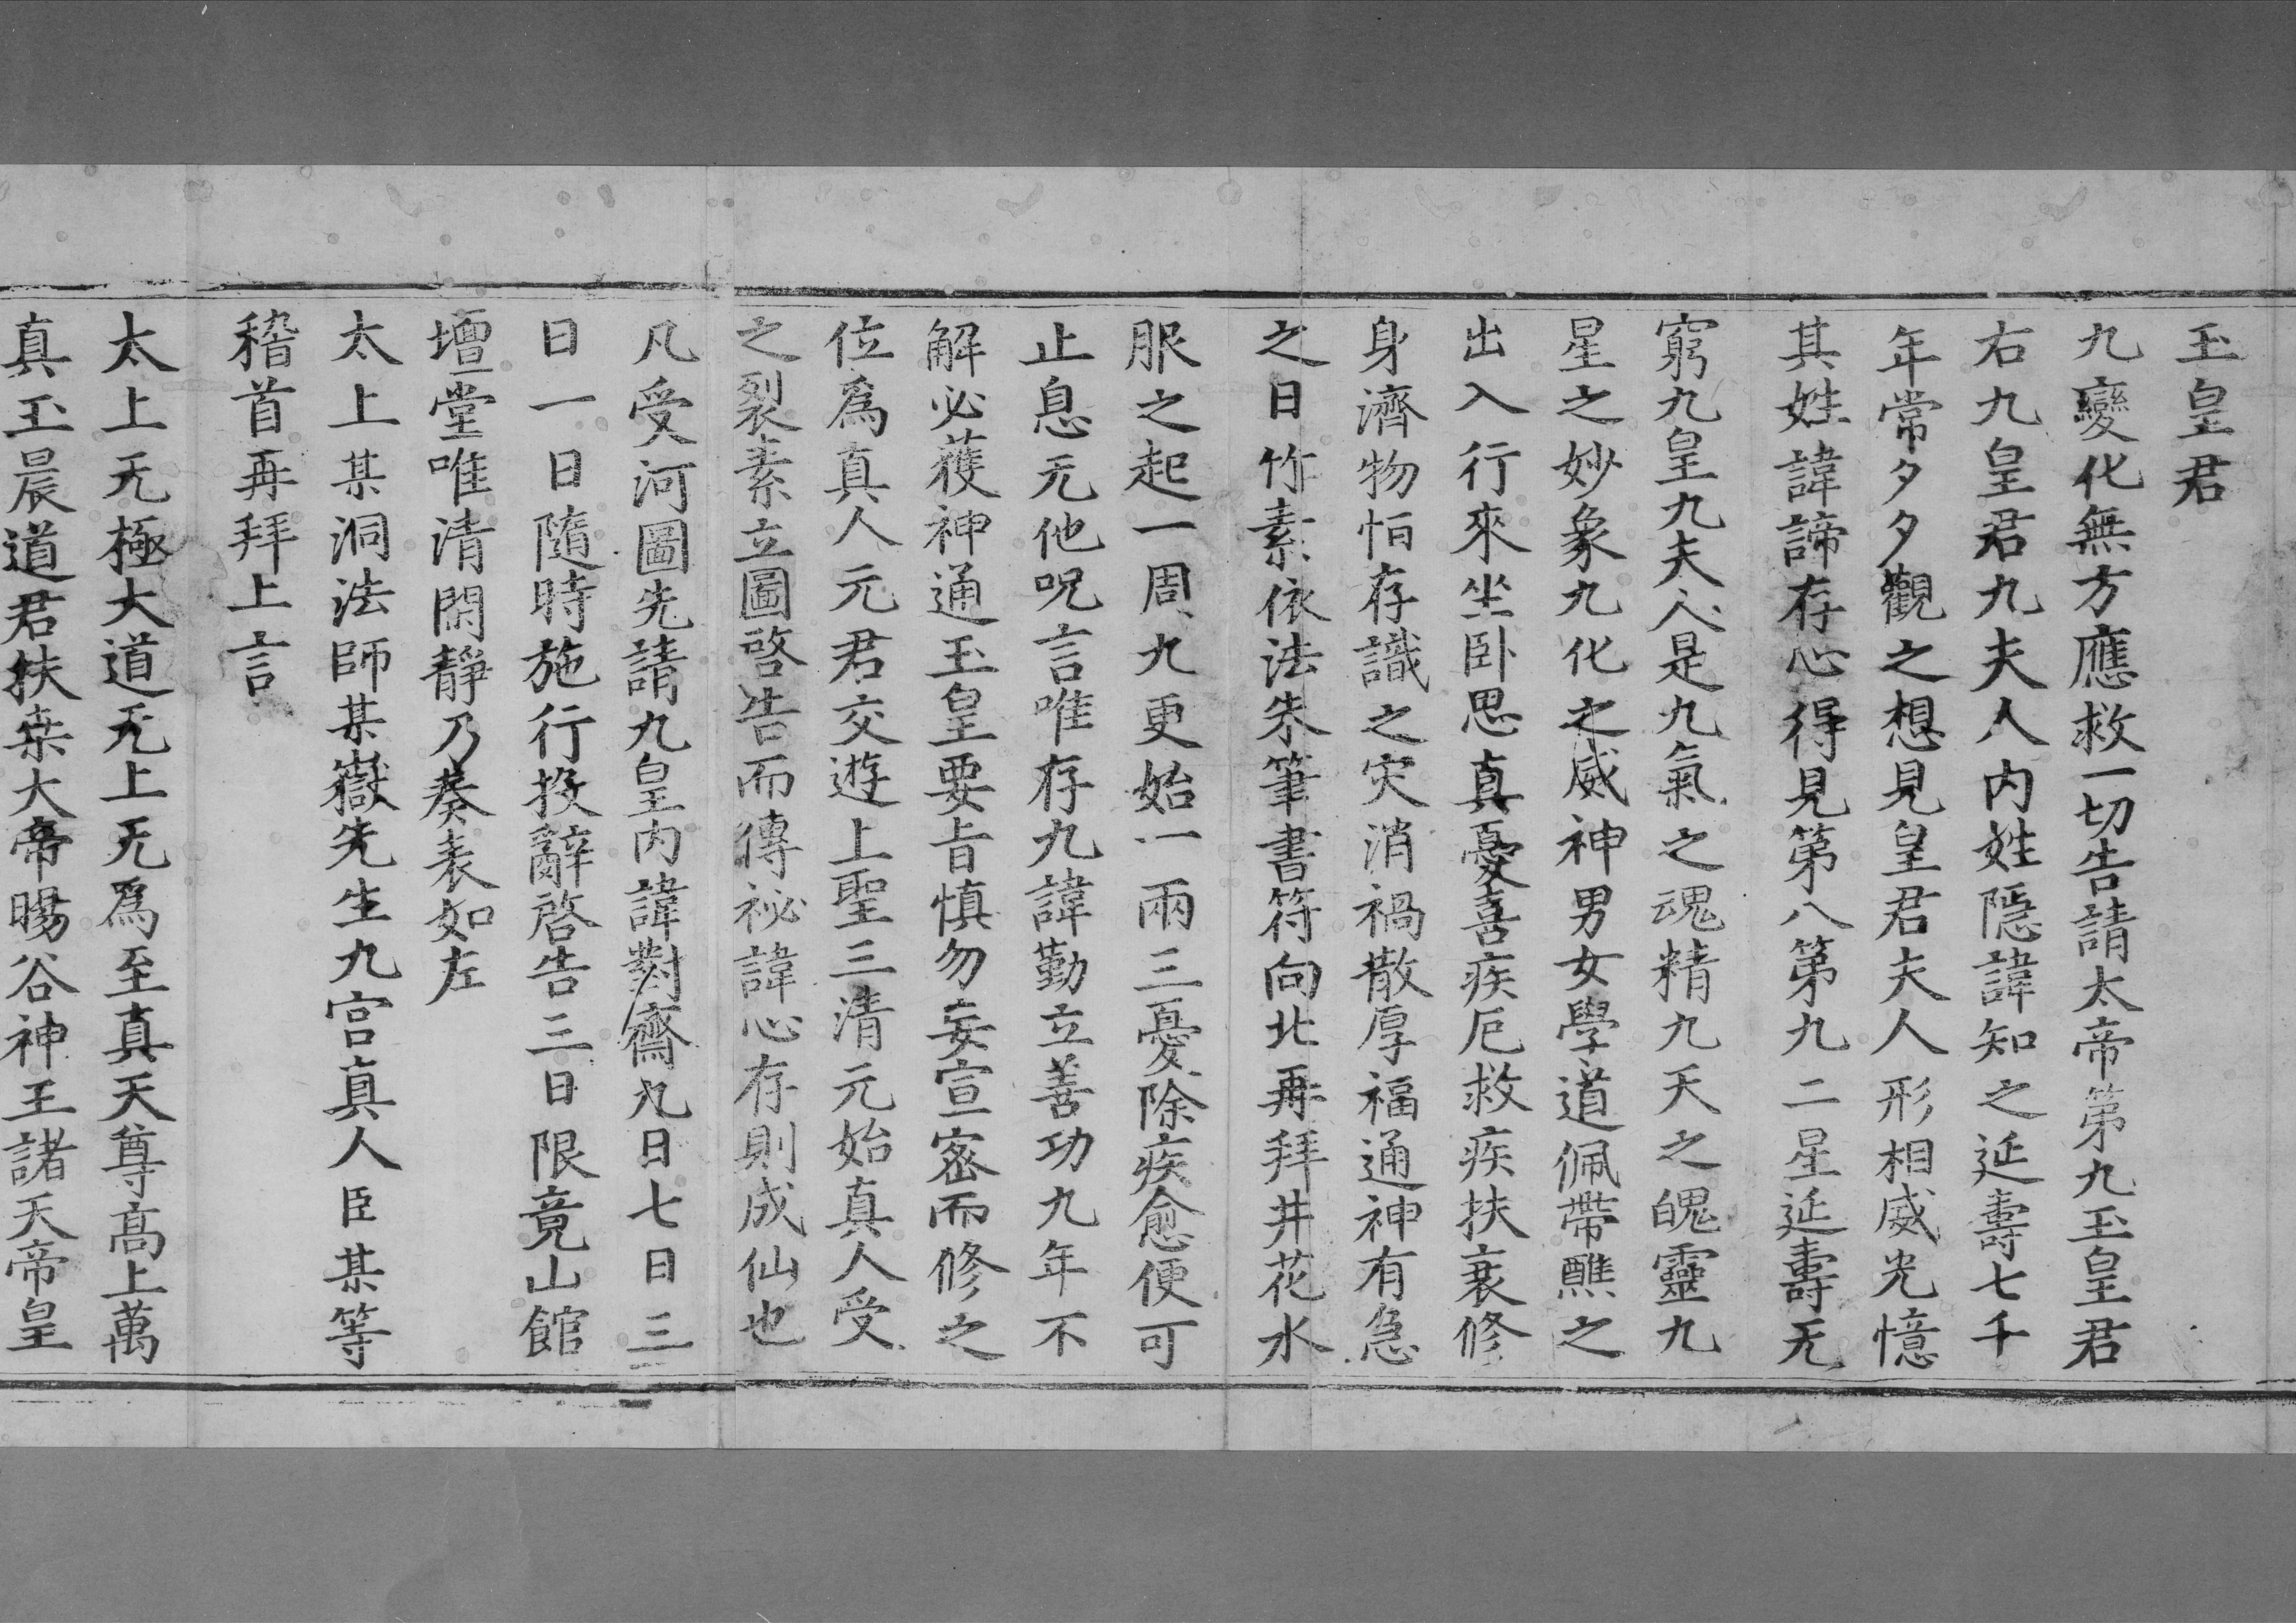 玉皇君
九變化無方應救一切告請太帝第九玉皇君
右九皇君九夫人内姓隱諱知之延壽七千
年常夕夕觀之想見皇君夫人形相威光憶
其姓諱諦存心得見第八第九二星延壽无
窮九皇九夫人是九氣之魂精九天之魄靈九
星之妙象九化之威神男女學道佩帶醮之
出入行來坐卧思真憂喜疾厄救疾扶衰修
身濟物怕存識之灾消禍散厚福通神有急
之日竹素依法朱筆書符向北再拜井花水
服之起一周九更始一兩三憂除疾愈便可
止息无他呪言唯存九諱勤立善功九年不
解必獲神通玉皇要旨慎勿妄宣宻而修之
位爲真人元君交遊上聖三清元始真人受
之裂素立圖啓告而傳祕諱心存則成仙也
凡受河圖先請九皇内諱對齋九日七日三
日一日隨時施行投辭啓告三日限竟山館
壇堂唯清閑靜乃奏表如左
太上某洞法師某嶽先生九宫真人臣某等
稽首再拜上言
太上无極大道无上无爲至真天尊高上萬
真玉晨道君扶桒大帝暘谷神王諸天帝皇